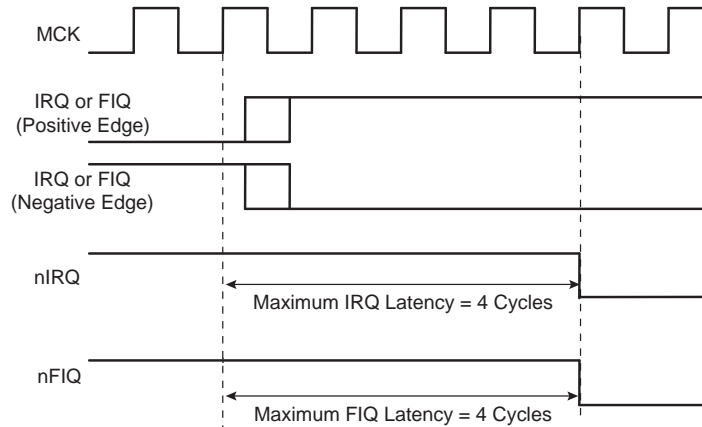 MCK
IRQ or FIQ
(Positive Edge)
IRQ or FIQ
(Negative Edge)
nIRQ
Maximum IRQ Latency = 4 Cycles
nFIQ
Maximum FIQ Latency = 4 Cycles